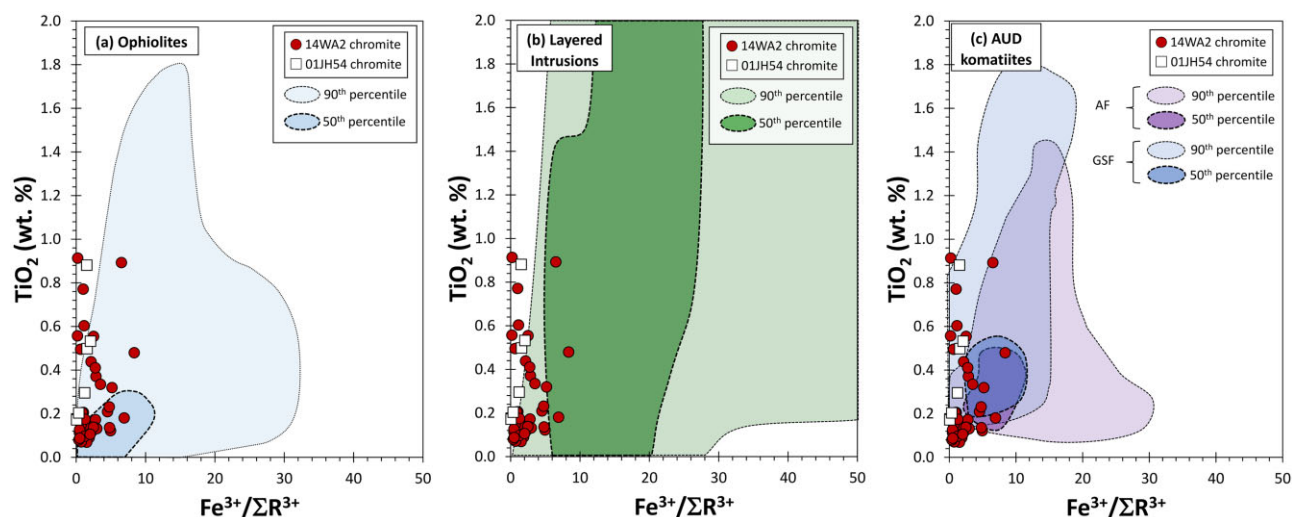 (a) Ophiolites
14WA2 chromite
01JH54 chromite
90th percentile
50th percentile
TiO2 (wt. %)
2.0
1.8
1.6
1.4
1.2
1.0
0.8
0.6
0.4
0.2
0.0
0
10
20
30
40
50
Fe3+/ΣR3+
(b) Layered
Intrusions
14WA2 chromite
01JH54 chromite
90th percentile
50th percentile
TiO2 (wt. %)
2.0
1.8
1.6
1.4
1.2
1.0
0.8
0.6
0.4
0.2
0.0
0
10
20
30
40
50
Fe3+/ΣR3+
(c) AUD
komatiites
14WA2 chromite
01JH54 chromite
AF
90th percentile
50th percentile
GSF
90th percentile
50th percentile
TiO2 (wt. %)
2.0
1.8
1.6
1.4
1.2
1.0
0.8
0.6
0.4
0.2
0.0
0
10
20
30
40
50
Fe3+/ΣR3+